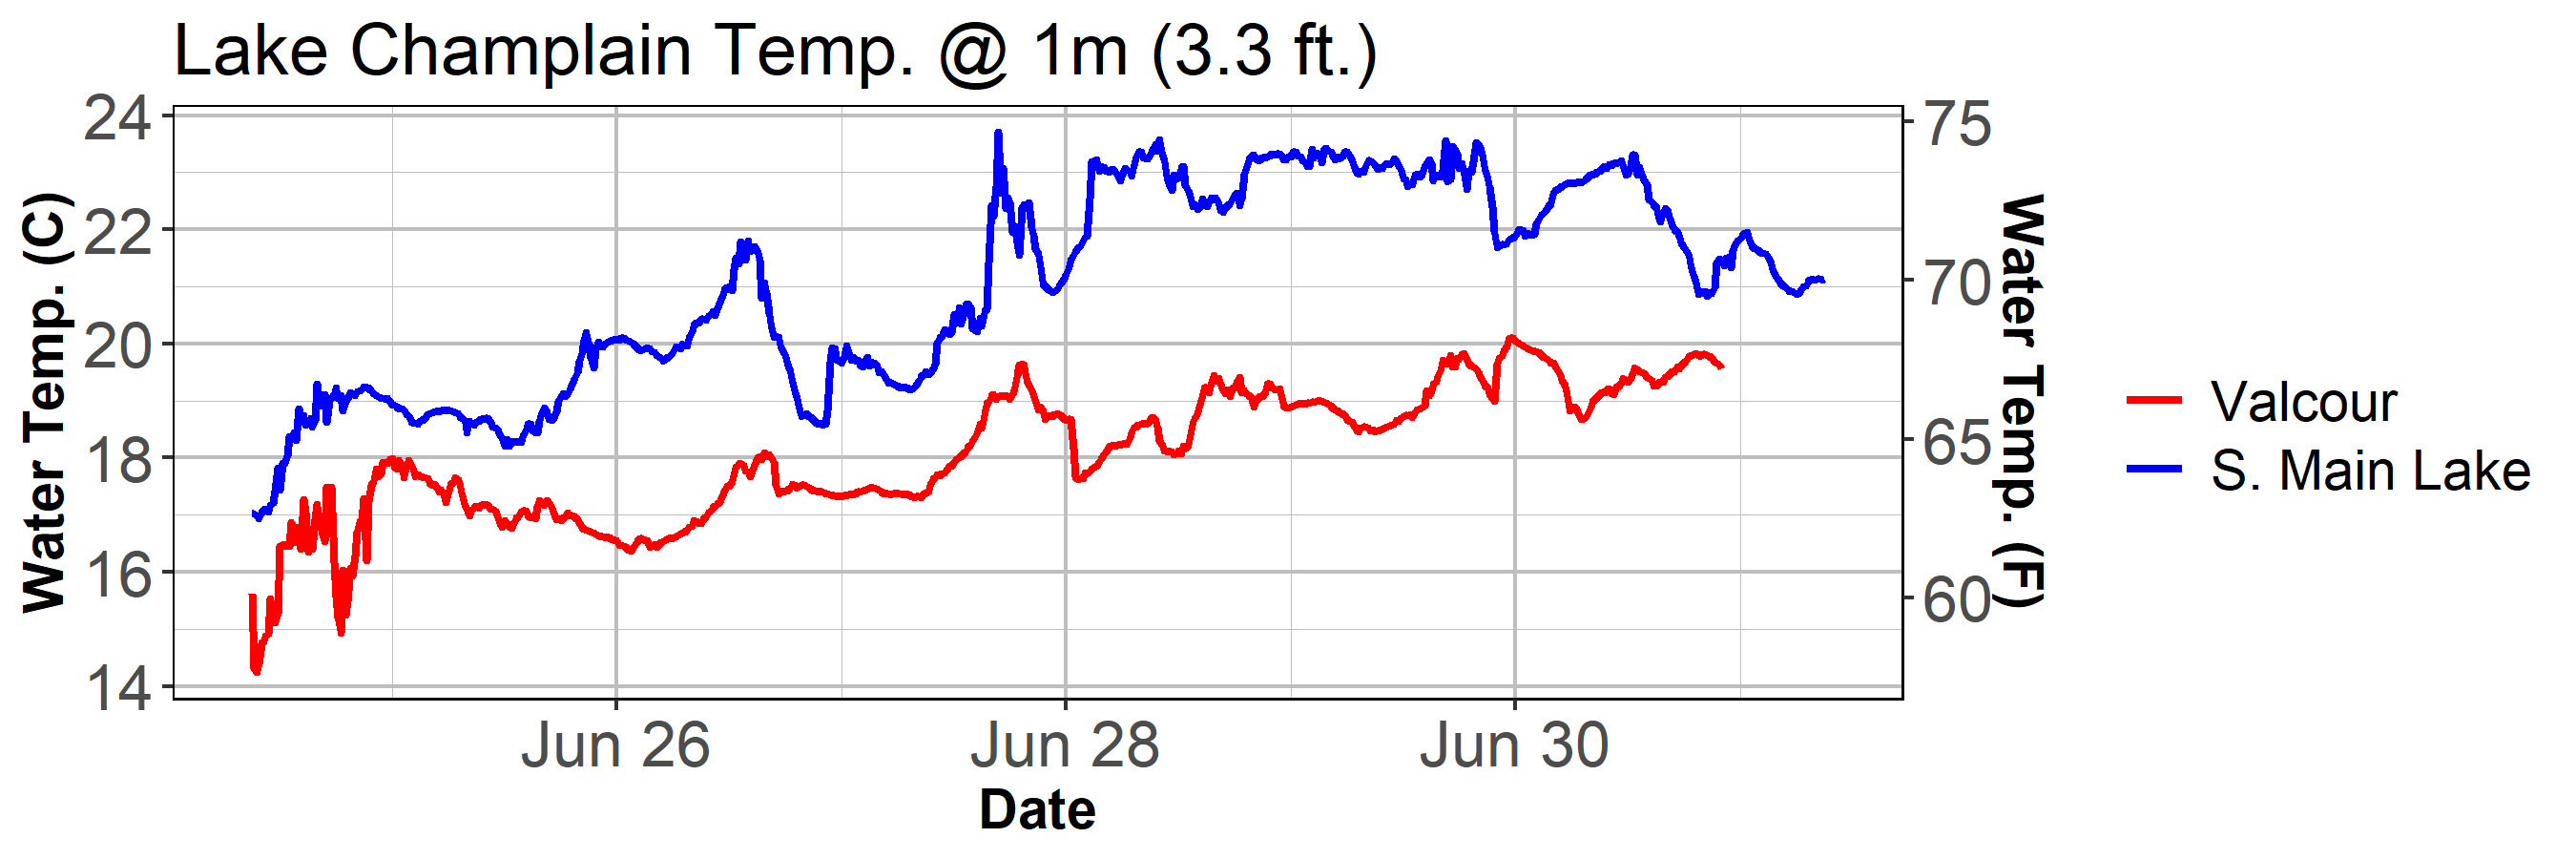 Lake Champlain Temp. @ 1m (3.3 ft.)
Water Temp. (C)
24
22
20
18
16
14
75
70
65
60
Water Temp. (F)
Jun 26
Jun 28
Jun 30
Date
Valcour
S. Main Lake